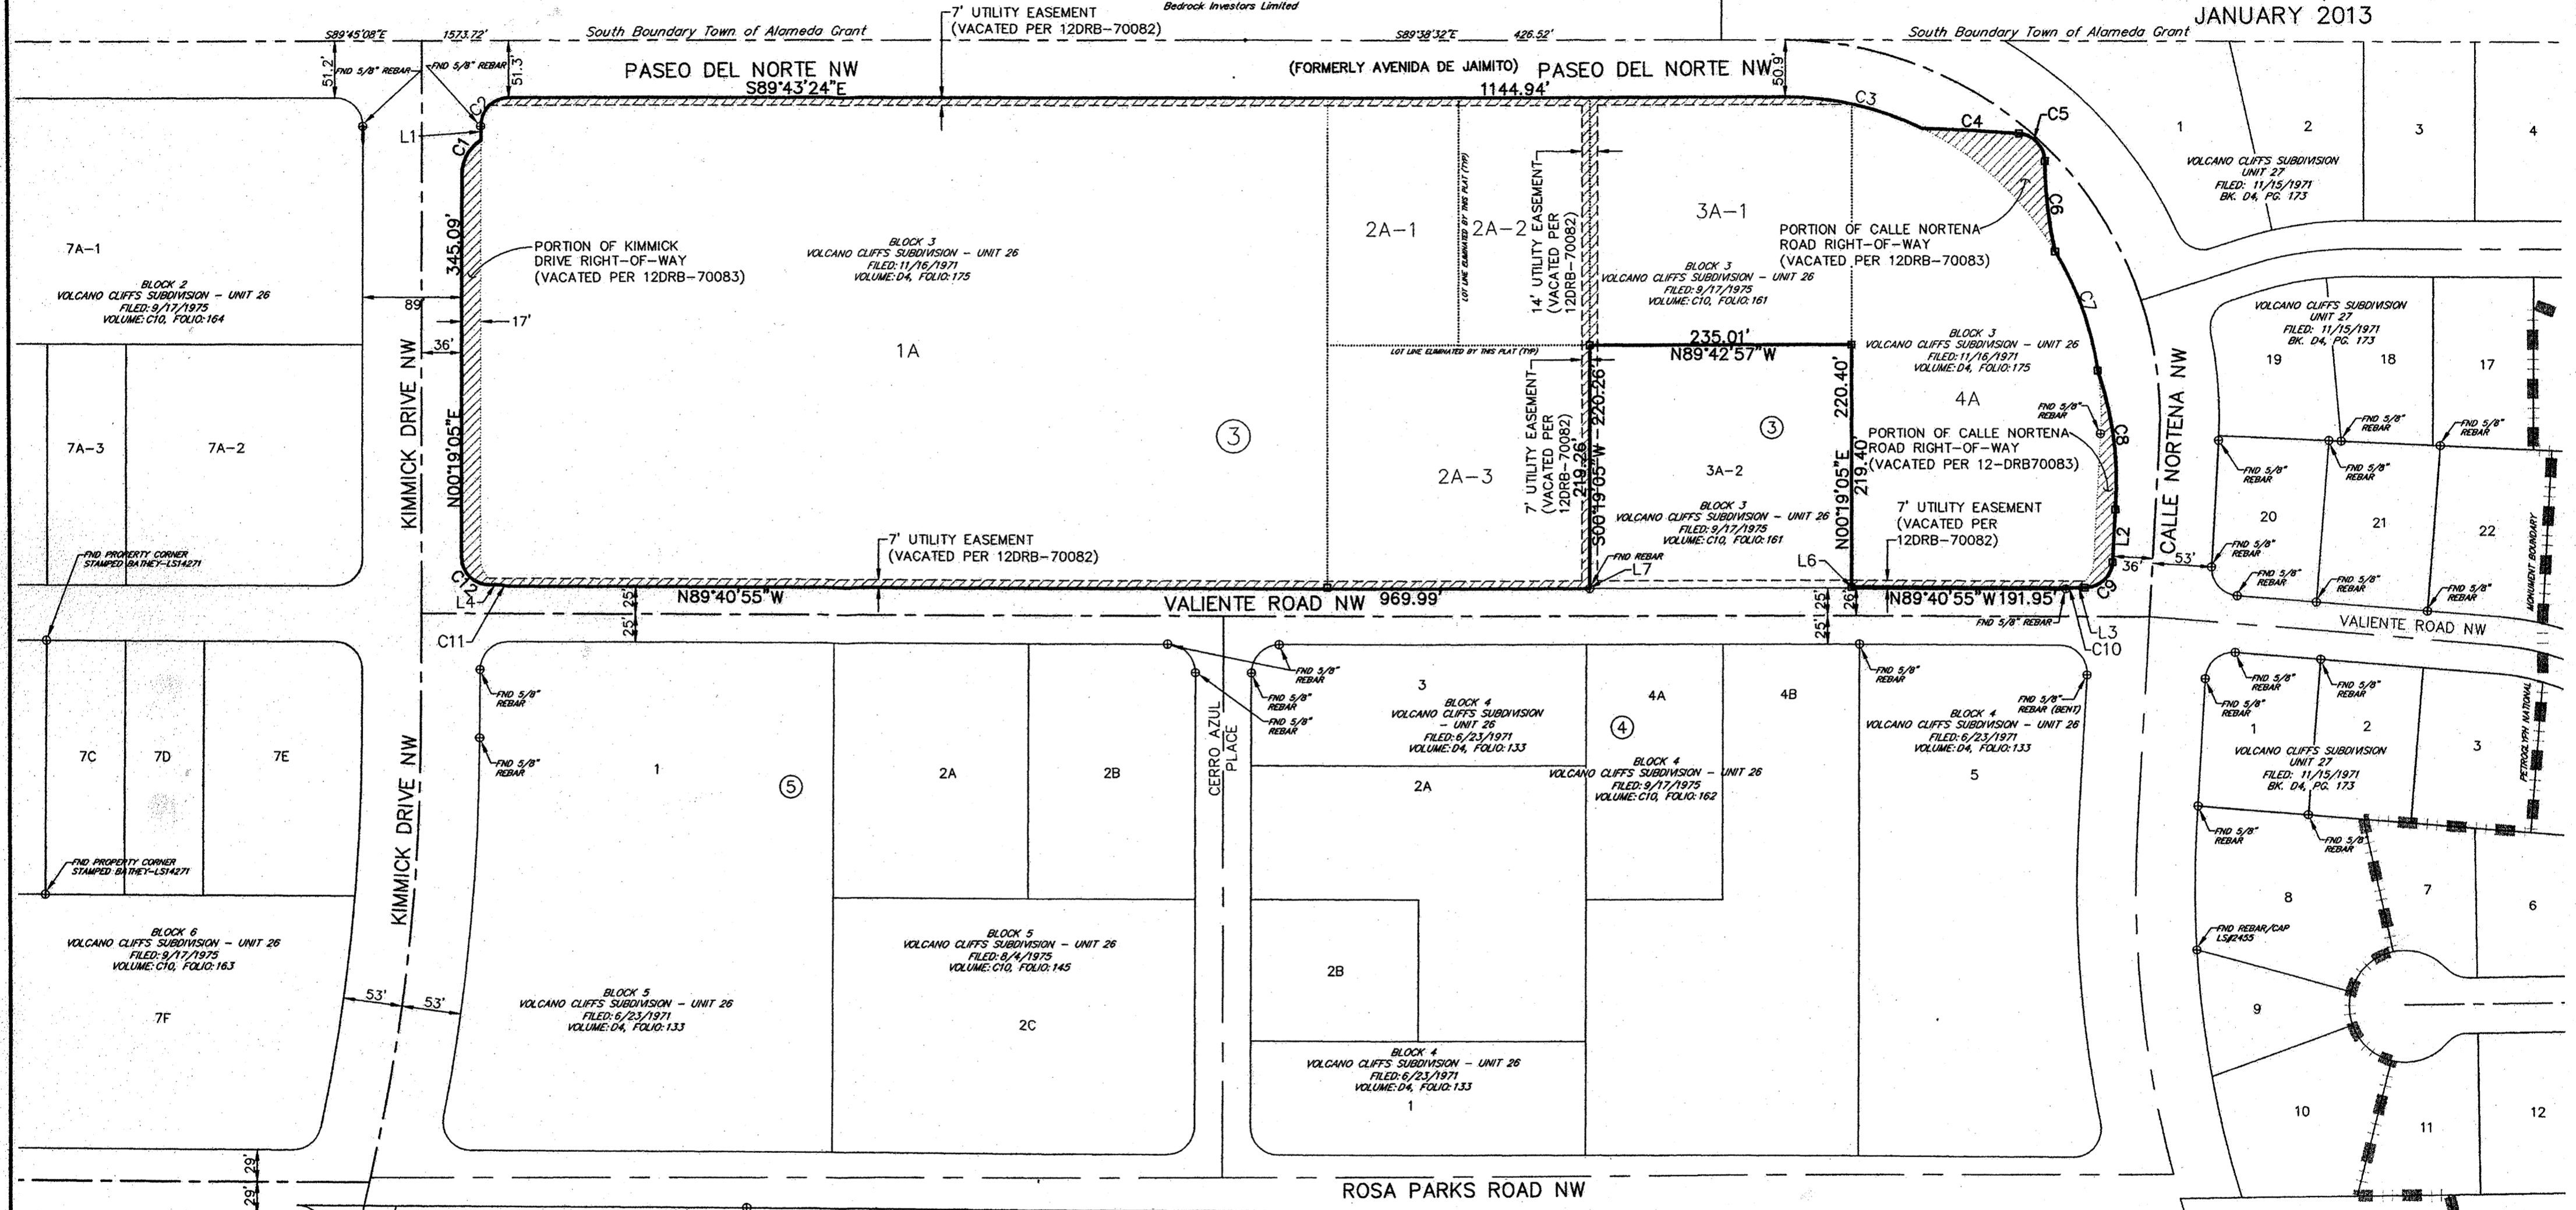 Bedrock Investors Limited
JANUARY 2013
7' UTILITY EASEMENT
(VACATED PER 12DRB-70082)
S89°45'08"E
1573.72'
South Boundary Town of Alameda Grant
S89°38'32"E
426.52'
South Boundary Town of Alameda Grant
51.2'
FND 5/8" REBAR
FND 5/8" REBAR
51.3'
PASEO DEL NORTE NW
S89°43'24"E
(FORMERLY AVENIDA DE JAIMITO)
PASEO DEL NORTE NW
1144.94'
50.9'
C2
L1
C1
C3
C4
C5
C6
C7
C8
1
2
3
4
VOLCANO CLIFFS SUBDIVISION
UNIT 27
FILED: 11/15/1971
BK. D4, PG. 173
7A-1
BLOCK 2
VOLCANO CLIFFS SUBDIVISION - UNIT 26
FILED: 9/17/1975
VOLUME: C10, FOLIO: 164
7A-3
7A-2
89'
36'
17'
345.09'
N00°19'05"E
KIMMICK DRIVE NW
PORTION OF KIMMICK
DRIVE RIGHT-OF-WAY
(VACATED PER 12DRB-70083)
BLOCK 3
VOLCANO CLIFFS SUBDIVISION - UNIT 26
FILED: 11/16/1971
VOLUME: D4, FOLIO: 175
1A
3
2A-1
LOT LINE ELIMINATED BY THIS PLAT (TYP)
2A-2
14' UTILITY EASEMENT
(VACATED PER
12DRB-70082)
3A-1
BLOCK 3
VOLCANO CLIFFS SUBDIVISION - UNIT 26
FILED: 9/17/1975
VOLUME: C10, FOLIO: 161
PORTION OF CALLE NORTENA
ROAD RIGHT-OF-WAY
(VACATED PER 12DRB-70083)
LOT LINE ELIMINATED BY THIS PLAT (TYP)
235.01'
N89°42'57"W
BLOCK 3
VOLCANO CLIFFS SUBDIVISION - UNIT 26
FILED: 11/16/1971
VOLUME: D4, FOLIO: 175
4A
2A-3
7' UTILITY EASEMENT
(VACATED PER
12DRB-70082)
219.26'
S00°19'05"W - 220.26'
3
3A-2
BLOCK 3
VOLCANO CLIFFS SUBDIVISION - UNIT 26
FILED: 9/17/1975
VOLUME: C10, FOLIO: 161
220.40'
N00°19'05"E
219.40'
FND 5/8"
REBAR
PORTION OF CALLE NORTENA
ROAD RIGHT-OF-WAY
(VACATED PER 12-DRB70083)
7' UTILITY EASEMENT
(VACATED PER
12DRB-70082)
FND REBAR
L7
L6
L2
36'
53'
CALLE NORTENA NW
VOLCANO CLIFFS SUBDIVISION
UNIT 27
FILED: 11/15/1971
BK. D4, PG. 173
19
18
17
FND 5/8"
REBAR
FND 5/8"
REBAR
FND 5/8"
REBAR
FND 5/8"
REBAR
20
21
22
FND 5/8"
REBAR
FND 5/8"
REBAR
FND 5/8"
REBAR
FND 5/8"
REBAR
MONUMENT BOUNDARY
PETROGLYPH NATIONAL
FND PROPERTY CORNER
STAMPED BATHEY-LS14271
7' UTILITY EASEMENT
(VACATED PER 12DRB-70082)
C12
L4
C11
N89°40'55"W
25'
25'
VALIENTE ROAD NW
969.99'
25'
25'
26'
N89°40'55"W
191.95'
FND 5/8" REBAR
C9
L3
C10
VALIENTE ROAD NW
FND 5/8"
REBAR
FND 5/8"
REBAR
7C
7D
7E
KIMMICK DRIVE NW
1
5
2A
2B
CERRO AZUL
PLACE
FND 5/8"
REBAR
FND 5/8"
REBAR
FND 5/8"
REBAR
3
BLOCK 4
VOLCANO CLIFFS SUBDIVISION
- UNIT 26
FILED: 6/23/1971
VOLUME: D4, FOLIO: 133
4A
4
4B
FND 5/8"
REBAR
FND 5/8"
REBAR (BENT)
BLOCK 4
VOLCANO CLIFFS SUBDIVISION - UNIT 26
FILED: 6/23/1971
VOLUME: D4, FOLIO: 133
5
2A
BLOCK 4
VOLCANO CLIFFS SUBDIVISION - UNIT 26
FILED: 9/17/1975
VOLUME: C10, FOLIO: 162
FND 5/8"
REBAR
FND 5/8"
REBAR
FND 5/8"
REBAR
1
2
3
VOLCANO CLIFFS SUBDIVISION
UNIT 27
FILED: 11/15/1971
BK. D4, PG. 173
FND 5/8"
REBAR
FND 5/8"
REBAR
FND PROPERTY CORNER
STAMPED BATHEY-LS14271
BLOCK 6
VOLCANO CLIFFS SUBDIVISION - UNIT 26
FILED: 9/17/1975
VOLUME: C10, FOLIO: 163
7F
53'
53'
BLOCK 5
VOLCANO CLIFFS SUBDIVISION - UNIT 26
FILED: 6/23/1971
VOLUME: D4, FOLIO: 133
BLOCK 5
VOLCANO CLIFFS SUBDIVISION - UNIT 26
FILED: 8/4/1975
VOLUME: C10, FOLIO: 145
2C
2B
BLOCK 4
VOLCANO CLIFFS SUBDIVISION - UNIT 26
FILED: 6/23/1971
VOLUME: D4, FOLIO: 133
1
8
7
6
FND REBAR/CAP
LS#2455
9
10
11
12
29'
29'
ROSA PARKS ROAD NW